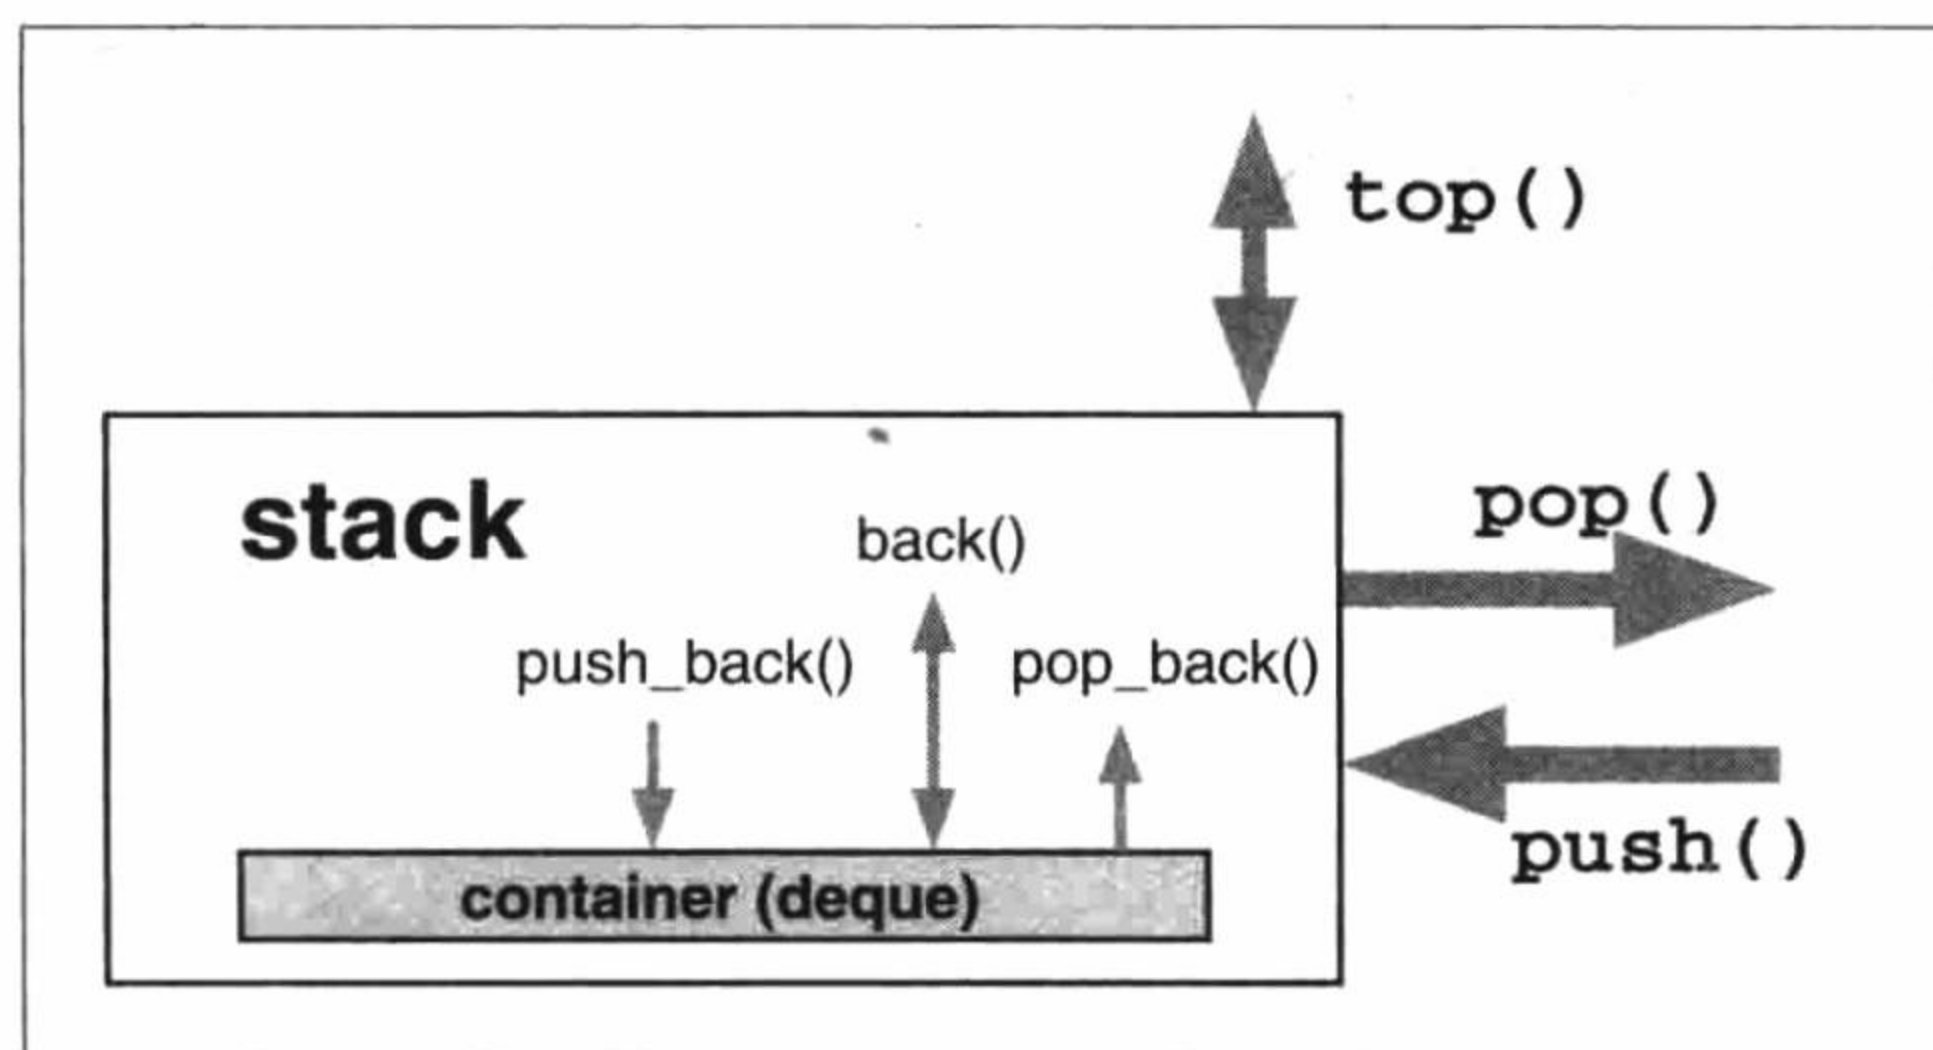 top()
stack
back()
pop()
push_back()
pop_back()
push()
container (deque)